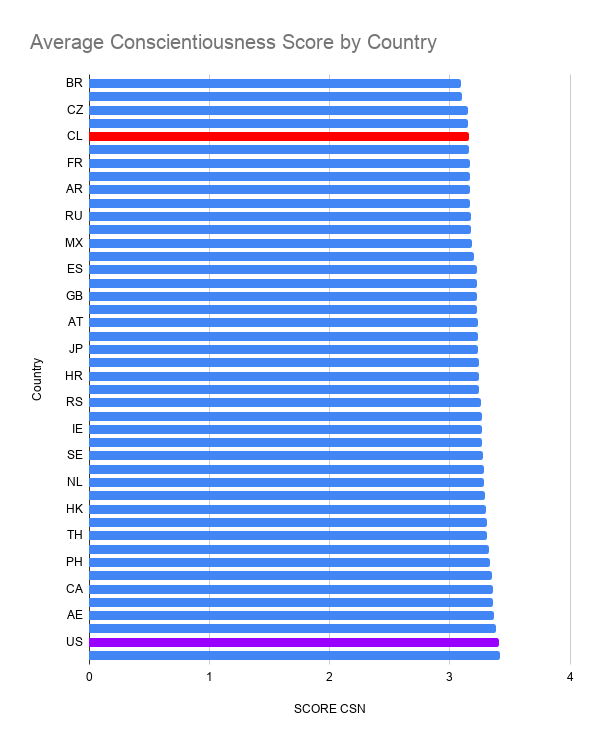 Average Conscientiousness Score by Country
BR
CZ
CL
FR
AR
RU
MX
ES
GB
AT
JP
HR
RS
IE
SE
NL
HK
TH
PH
CA
AE
US
Country
0 1 2 3 4
SCORE CSN